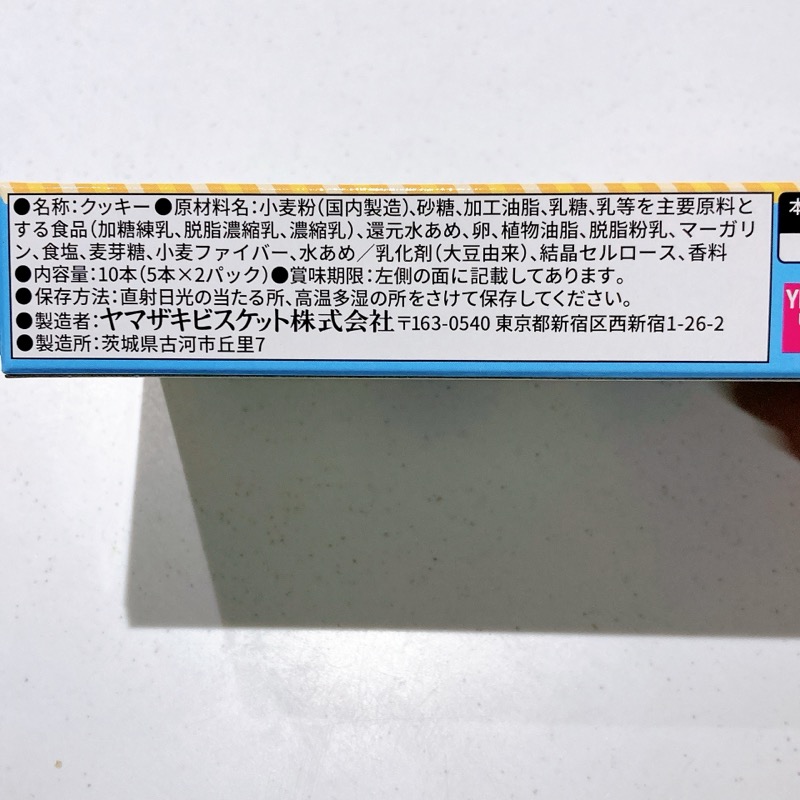 ●名称:クッキー●原材料名:小麦粉(国内製造)、砂糖、加工油脂、乳糖、乳等を主要原料と
する食品(加糖練乳、脱脂濃縮乳、濃縮乳)、還元水あめ、卵、植物油脂、脱脂粉乳、マーガリ
ン、食塩、麦芽糖、小麦ファイバー、水あめ／乳化剤(大豆由来)、結晶セルロース、香料
●内容量:10本(5本×2パック)●賞味期限:左側の面に記載してあります。
●保存方法:直射日光の当たる所、高温多湿の所をさけて保存してください。
●製造者:ヤマザキビスケット株式会社 〒163-0540 東京都新宿区西新宿1-26-2
●製造所:茨城県古河市丘里7
本